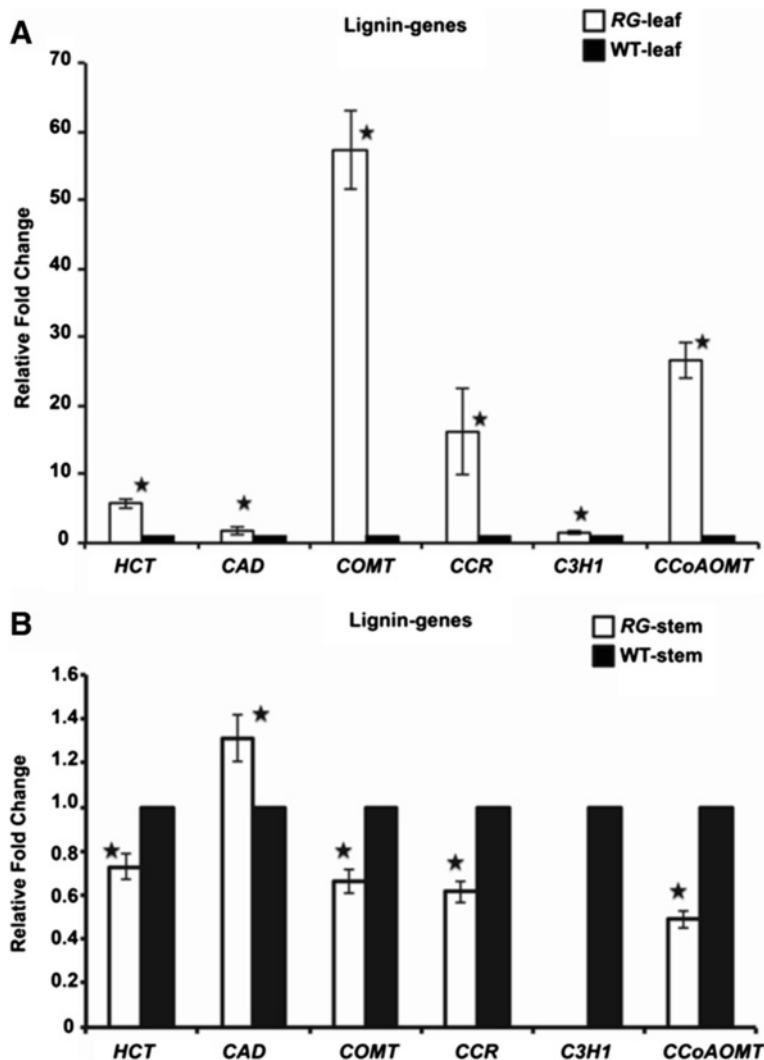 A
Lignin-genes
RG-leaf
WT-leaf
Relative Fold Change
70
60
50
40
30
20
10
0
HCT CAD COMT CCR C3H1 CCoAOMT
B
Lignin-genes
RG-stem
WT-stem
Relative Fold Change
1.6
1.4
1.2
1.0
0.8
0.6
0.4
0.2
0
HCT CAD COMT CCR C3H1 CCoAOMT